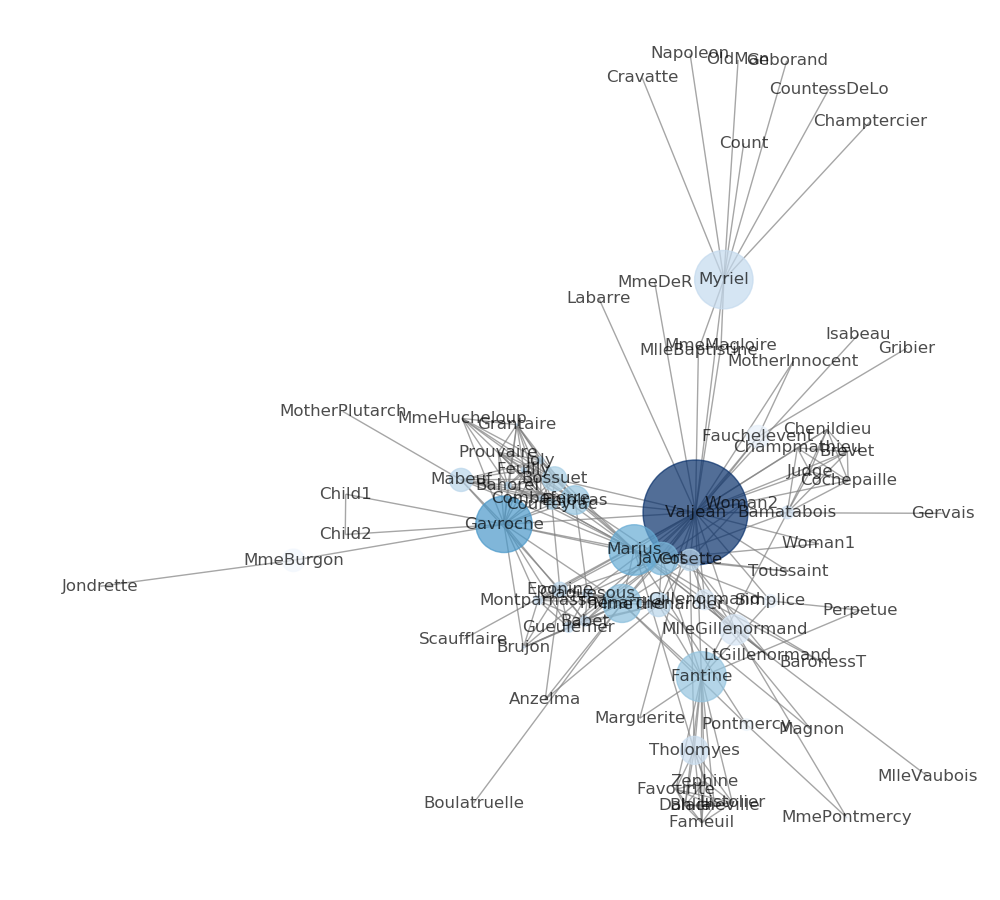 Napoleon
OldMan
Geborand
Cravatte
CountessDeLo
Champtercier
Count
Myriel
MmeDeR
Labarre
Isabeau
MmeMagloire
Gribier
MlleBaptistine
MotherInnocent
MotherPlutarch
MmeHucheloup
Grantaire
Chenildieu
Fauchelevent
Champmathieu
Brevet
Prouvaire
Joly
Feuilly
Judge
Bossuet
Mabeuf
Cochepaille
Bahorel
Child1
Combeferre
Enjolras
Courfeyrac
Woman2
Valjean
Bamatabois
Gervais
Gavroche
Child2
Woman1
Marius
Javert
Cosette
MmeBurgon
Toussaint
Jondrette
Eponine
Claquesous
Montparnasse
Thenardier
MmeThenardier
Gillenormand
Simplice
Perpetue
Babet
Gueulemer
MlleGillenormand
Scaufflaire
Brujon
LtGillenormand
BaronessT
Fantine
Anzelma
Marguerite
Pontmercy
Magnon
Tholomyes
MlleVaubois
Zephine
Favourite
Boulatruelle
Listolier
Dahlia
Blacheville
MmePontmercy
Fameuil